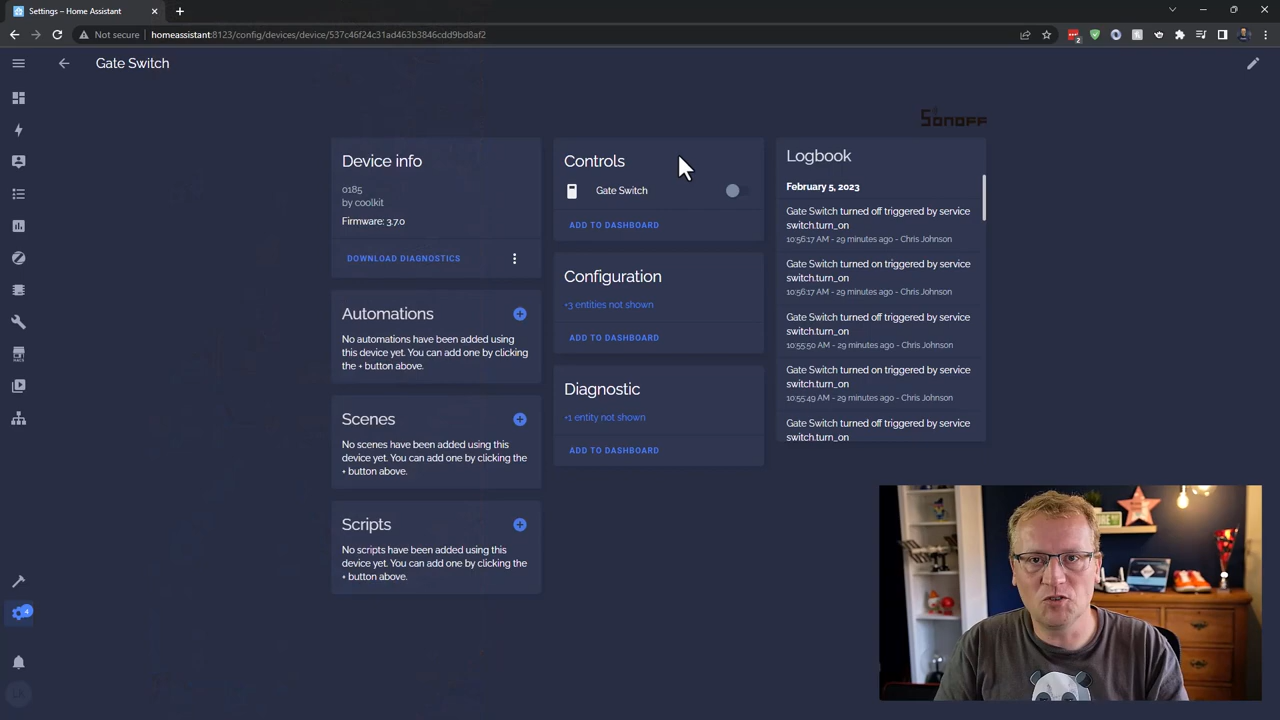 Settings – Home Assistant
Not secure
homeassistant:8123/config/devices/device/537c46f24c31ad463b3846cdd9bd8af2
2
Gate Switch
SONOFF
Device info
0185
by coolkit
Firmware: 3.7.0
DOWNLOAD DIAGNOSTICS
Automations
No automations have been added using
this device yet. You can add one by clicking
the + button above.
Scenes
No scenes have been added using this
device yet. You can add one by clicking the
+ button above.
Scripts
No scripts have been added using this
device yet. You can add one by clicking the
+ button above.
Controls
Gate Switch
ADD TO DASHBOARD
Configuration
+3 entities not shown
ADD TO DASHBOARD
Diagnostic
+1 entity not shown
ADD TO DASHBOARD
Logbook
February 5, 2023
Gate Switch turned off triggered by service
switch.turn_on
10:56:17 AM - 29 minutes ago - Chris Johnson
Gate Switch turned on triggered by service
switch.turn_on
10:56:17 AM - 29 minutes ago - Chris Johnson
Gate Switch turned off triggered by service
switch.turn_on
10:55:50 AM - 29 minutes ago - Chris Johnson
Gate Switch turned on triggered by service
switch.turn_on
10:55:49 AM - 29 minutes ago - Chris Johnson
Gate Switch turned off triggered by service
switch.turn_on
HACS
4